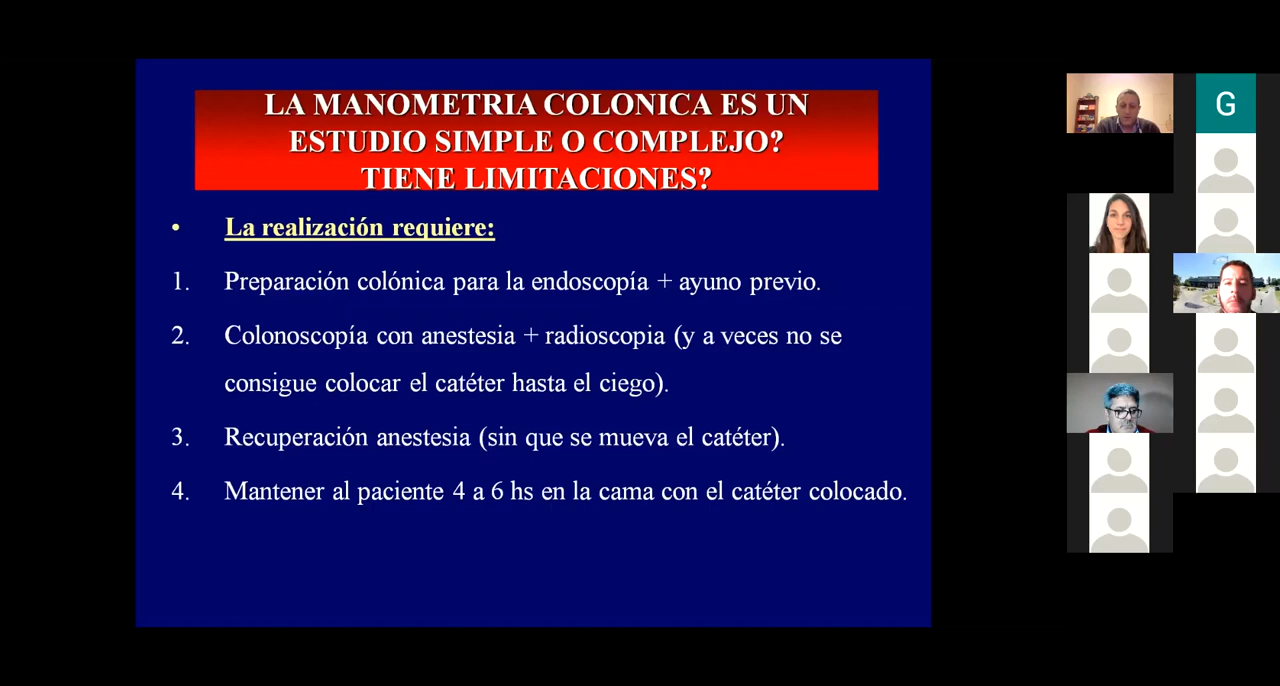 LA MANOMETRIA COLONICA ES UN
ESTUDIO SIMPLE O COMPLEJO?
TIENE LIMITACIONES?
• La realización requiere:
1. Preparación colónica para la endoscopía + ayuno previo.
2. Colonoscopía con anestesia + radioscopia (y a veces no se
consigue colocar el catéter hasta el ciego).
3. Recuperación anestesia (sin que se mueva el catéter).
4. Mantener al paciente 4 a 6 hs en la cama con el catéter colocado.
G